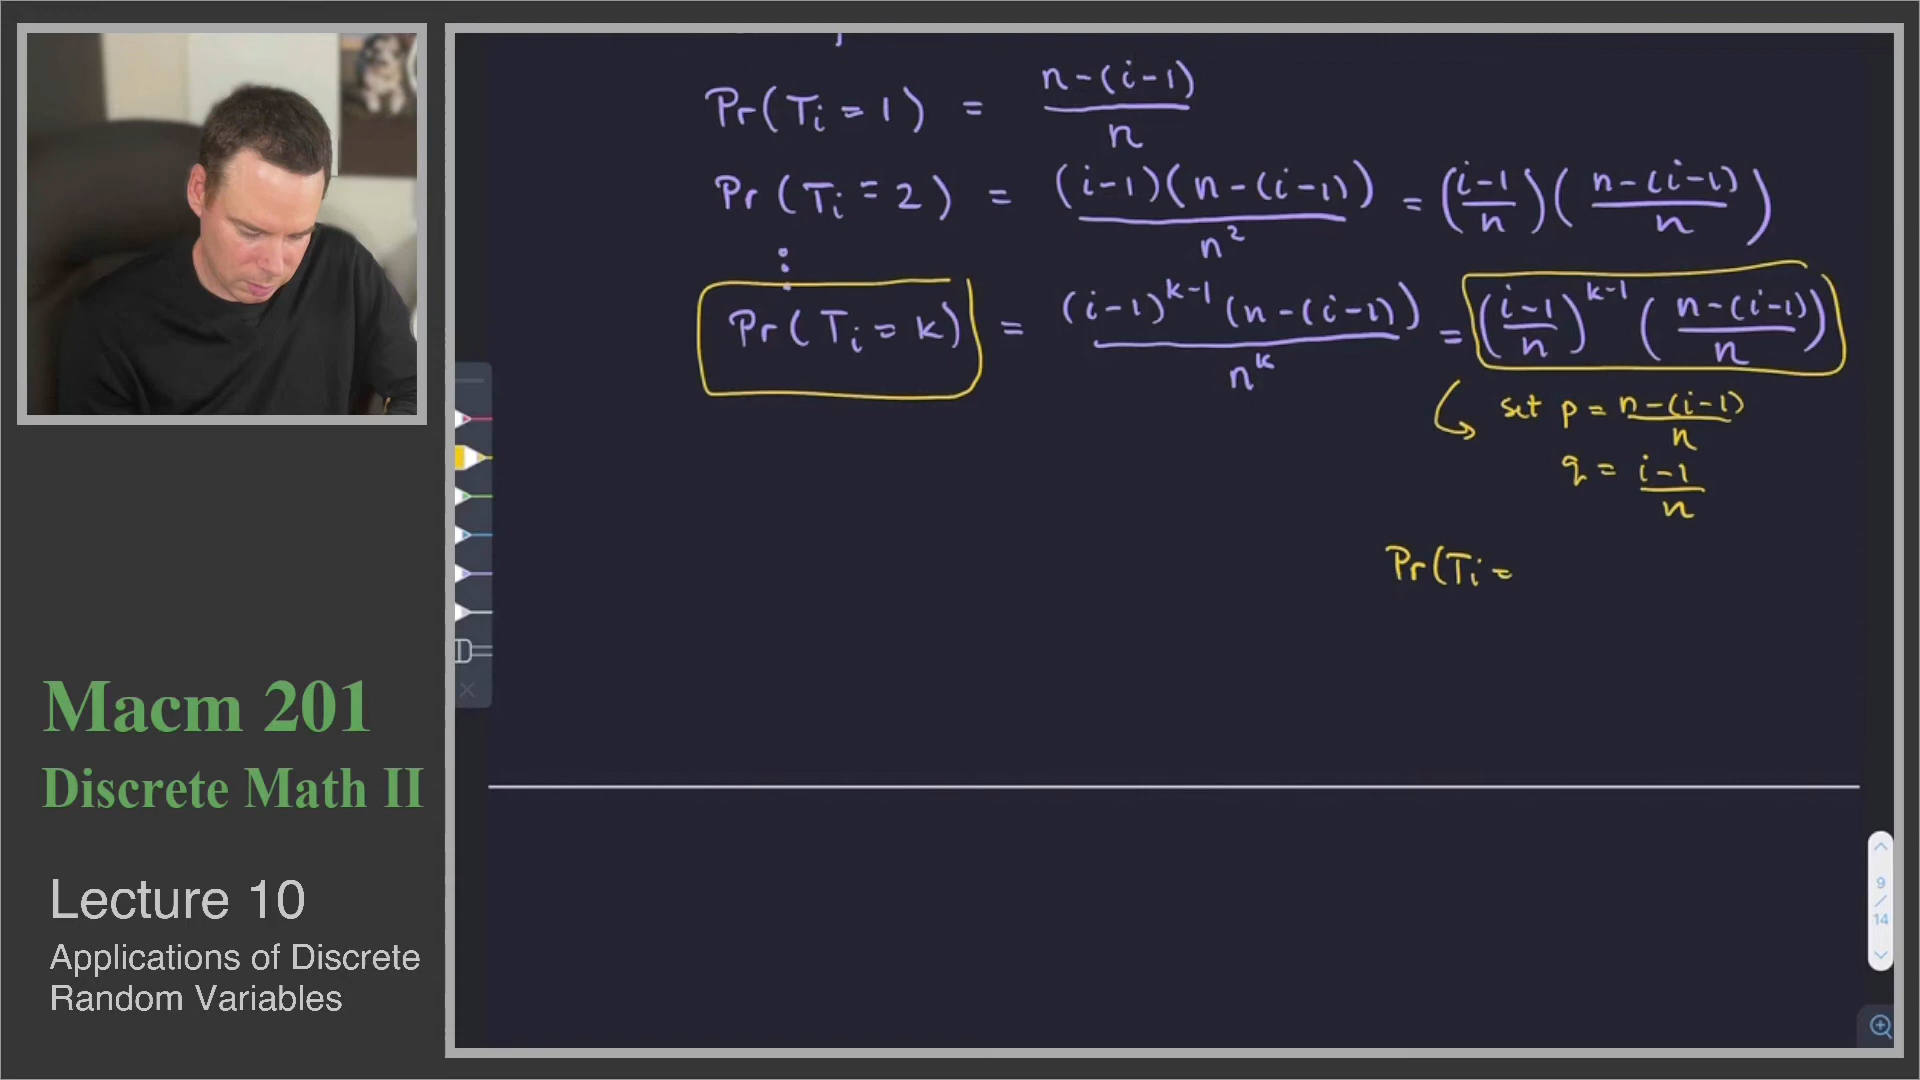 Pr(Ti = 1) = n-(i-1) / n
Pr(Ti = 2) = (i-1)(n-(i-1)) / n² = (i-1 / n)(n-(i-1) / n)
⋮
Pr(Ti = k) = (i-1)^k-1 (n-(i-1)) / n^k = (i-1 / n)^k-1 (n-(i-1) / n)
set p = n-(i-1) / n
q = i-1 / n
Pr(Ti =
Macm 201
Discrete Math II
Lecture 10
Applications of Discrete
Random Variables
9
/
14